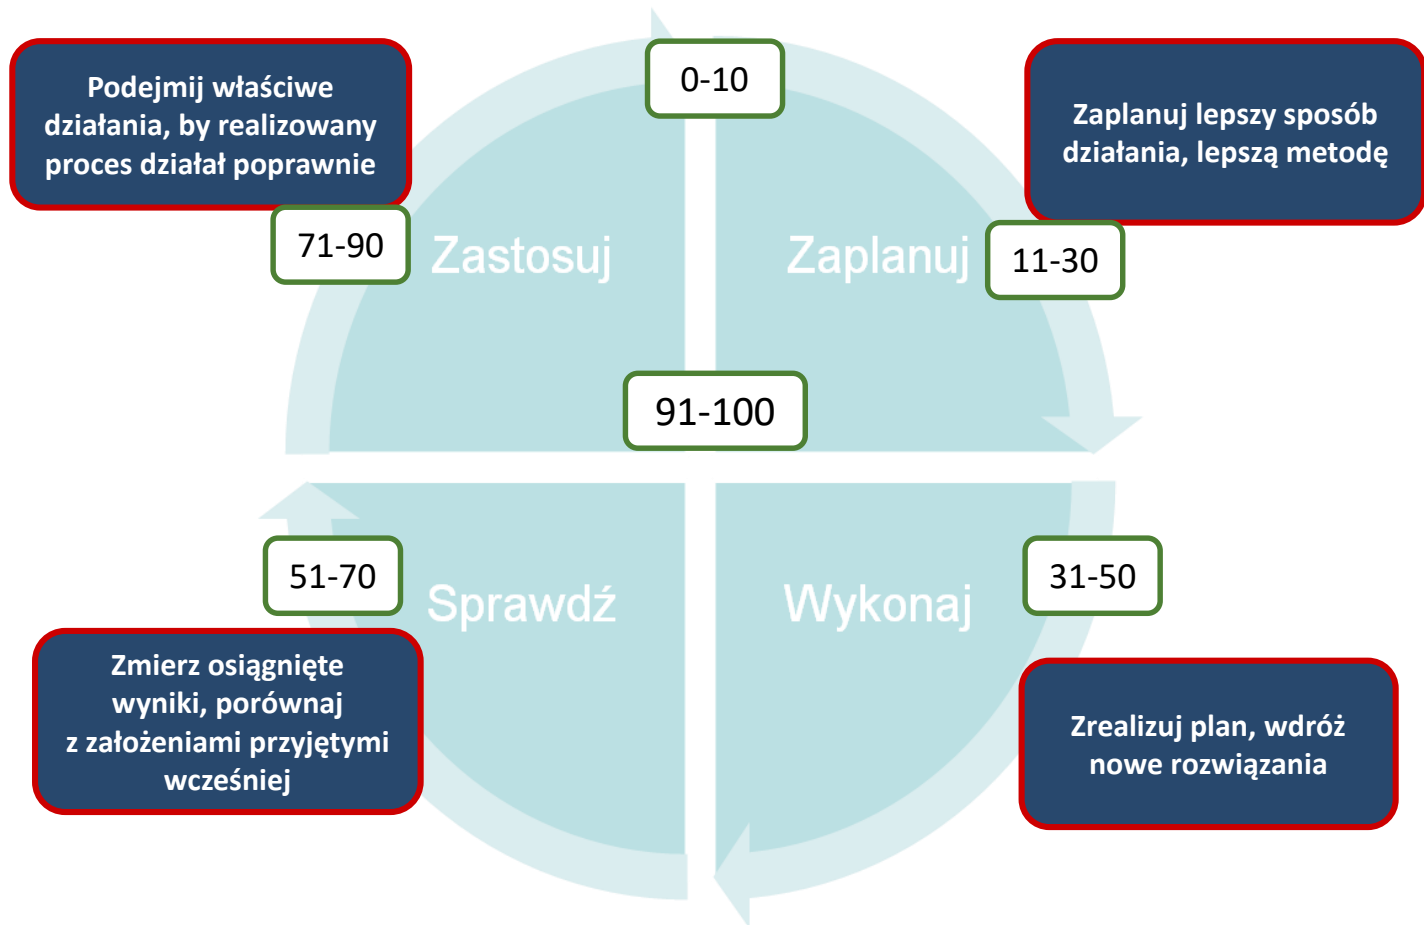 Podejmij właściwe
działania, by realizowany
proces działał poprawnie
0-10
Zaplanuj lepszy sposób
działania, lepszą metodę
71-90
Zastosuj
Zaplanuj
11-30
91-100
51-70
Sprawdź
Wykonaj
31-50
Zmierz osiągnięte
wyniki, porównaj
z założeniami przyjętymi
wcześniej
Zrealizuj plan, wdróż
nowe rozwiązania